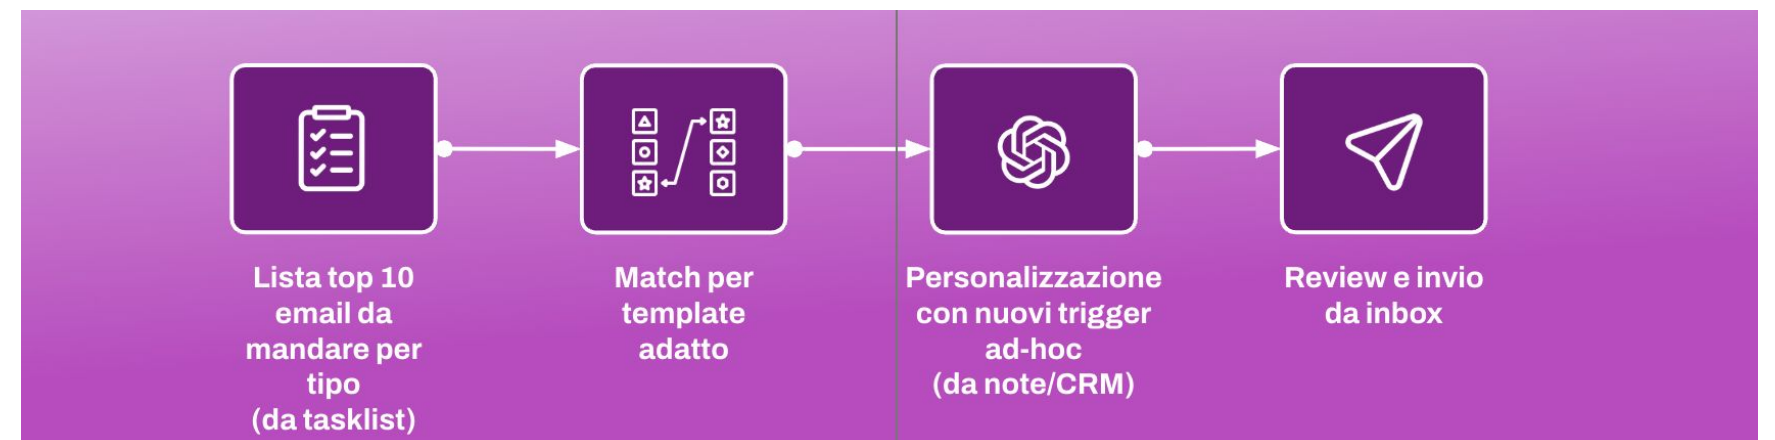 Lista top 10
email da
mandare per
tipo
(da tasklist)
Match per
template
adatto
Personalizzazione
con nuovi trigger
ad-hoc
(da note/CRM)
Review e invio
da inbox